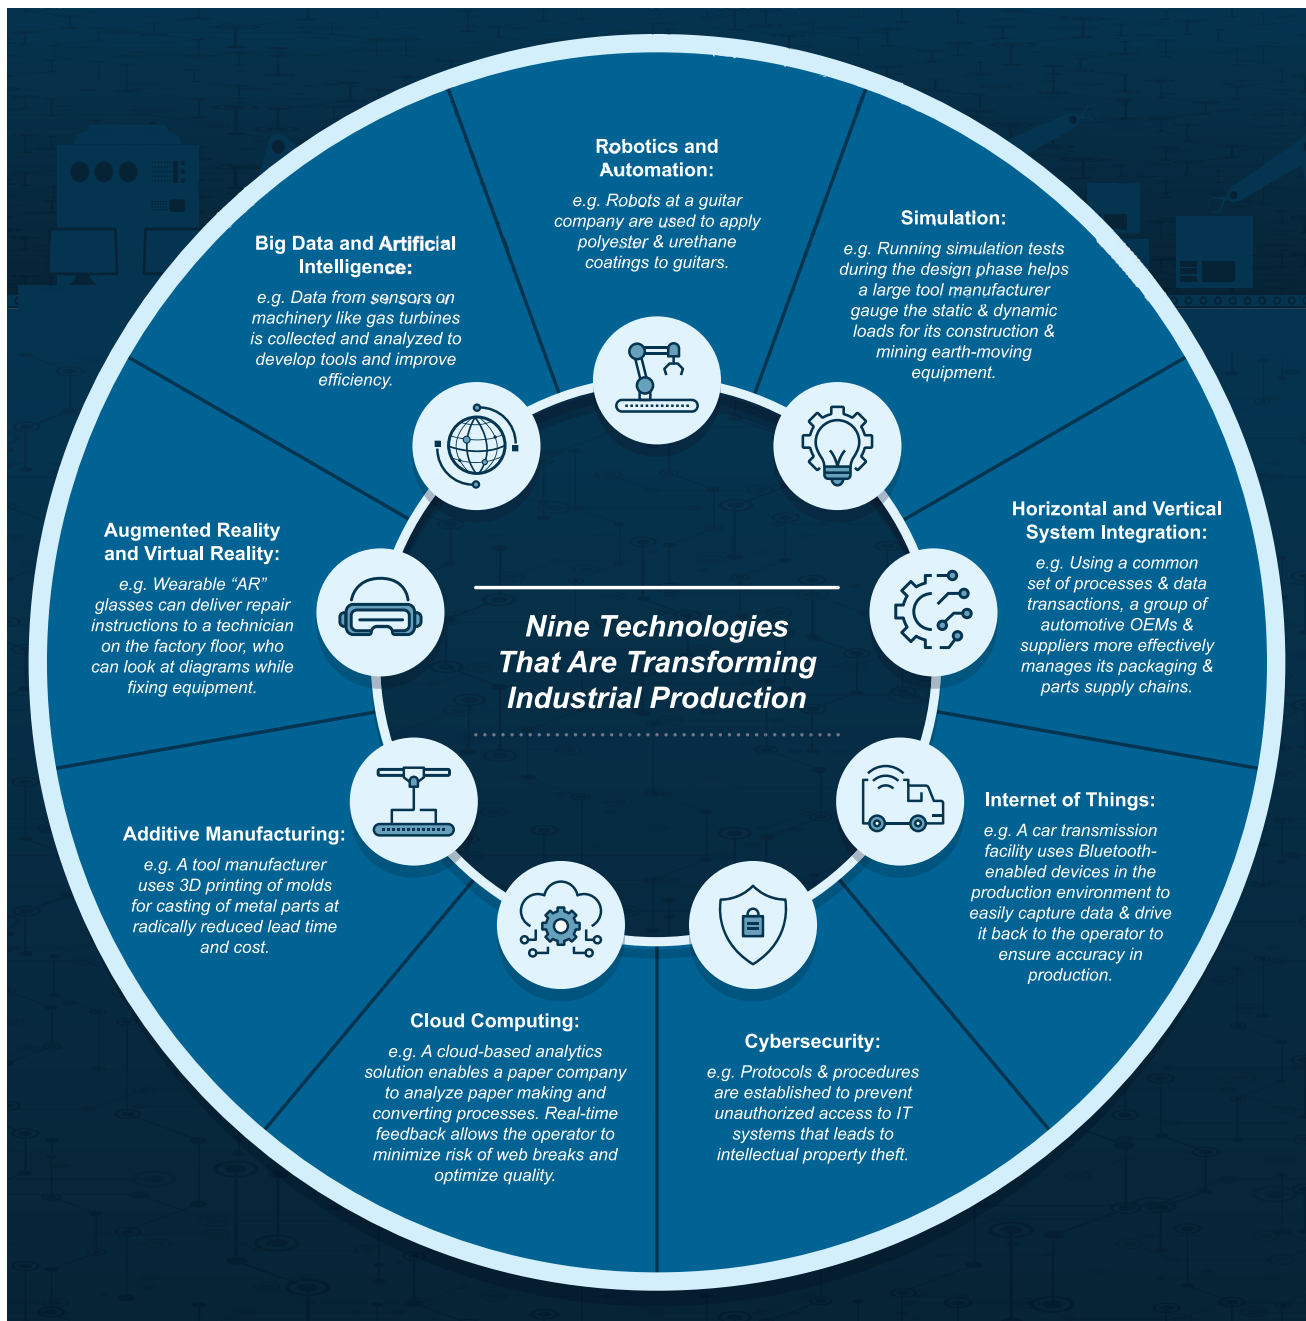 Nine Technologies
That Are Transforming
Industrial Production
Robotics and
Automation:
e.g. Robots at a guitar
company are used to apply
polyester & urethane
coatings to guitars.
Simulation:
e.g. Running simulation tests
during the design phase helps
a large tool manufacturer
gauge the static & dynamic
loads for its construction &
mining earth-moving
equipment.
Horizontal and Vertical
System Integration:
e.g. Using a common
set of processes & data
transactions, a group of
automotive OEMs &
suppliers more effectively
manages its packaging &
parts supply chains.
Internet of Things:
e.g. A car transmission
facility uses Bluetooth-
enabled devices in the
production environment to
easily capture data & drive
it back to the operator to
ensure accuracy in
production.
Cybersecurity:
e.g. Protocols & procedures
are established to prevent
unauthorized access to IT
systems that leads to
intellectual property theft.
Cloud Computing:
e.g. A cloud-based analytics
solution enables a paper company
to analyze paper making and
converting processes. Real-time
feedback allows the operator to
minimize risk of web breaks and
optimize quality.
Additive Manufacturing:
e.g. A tool manufacturer
uses 3D printing of molds
for casting of metal parts at
radically reduced lead time
and cost.
Augmented Reality
and Virtual Reality:
e.g. Wearable “AR”
glasses can deliver repair
instructions to a technician
on the factory floor, who
can look at diagrams while
fixing equipment.
Big Data and Artificial
Intelligence:
e.g. Data from sensors on
machinery like gas turbines
is collected and analyzed to
develop tools and improve
efficiency.